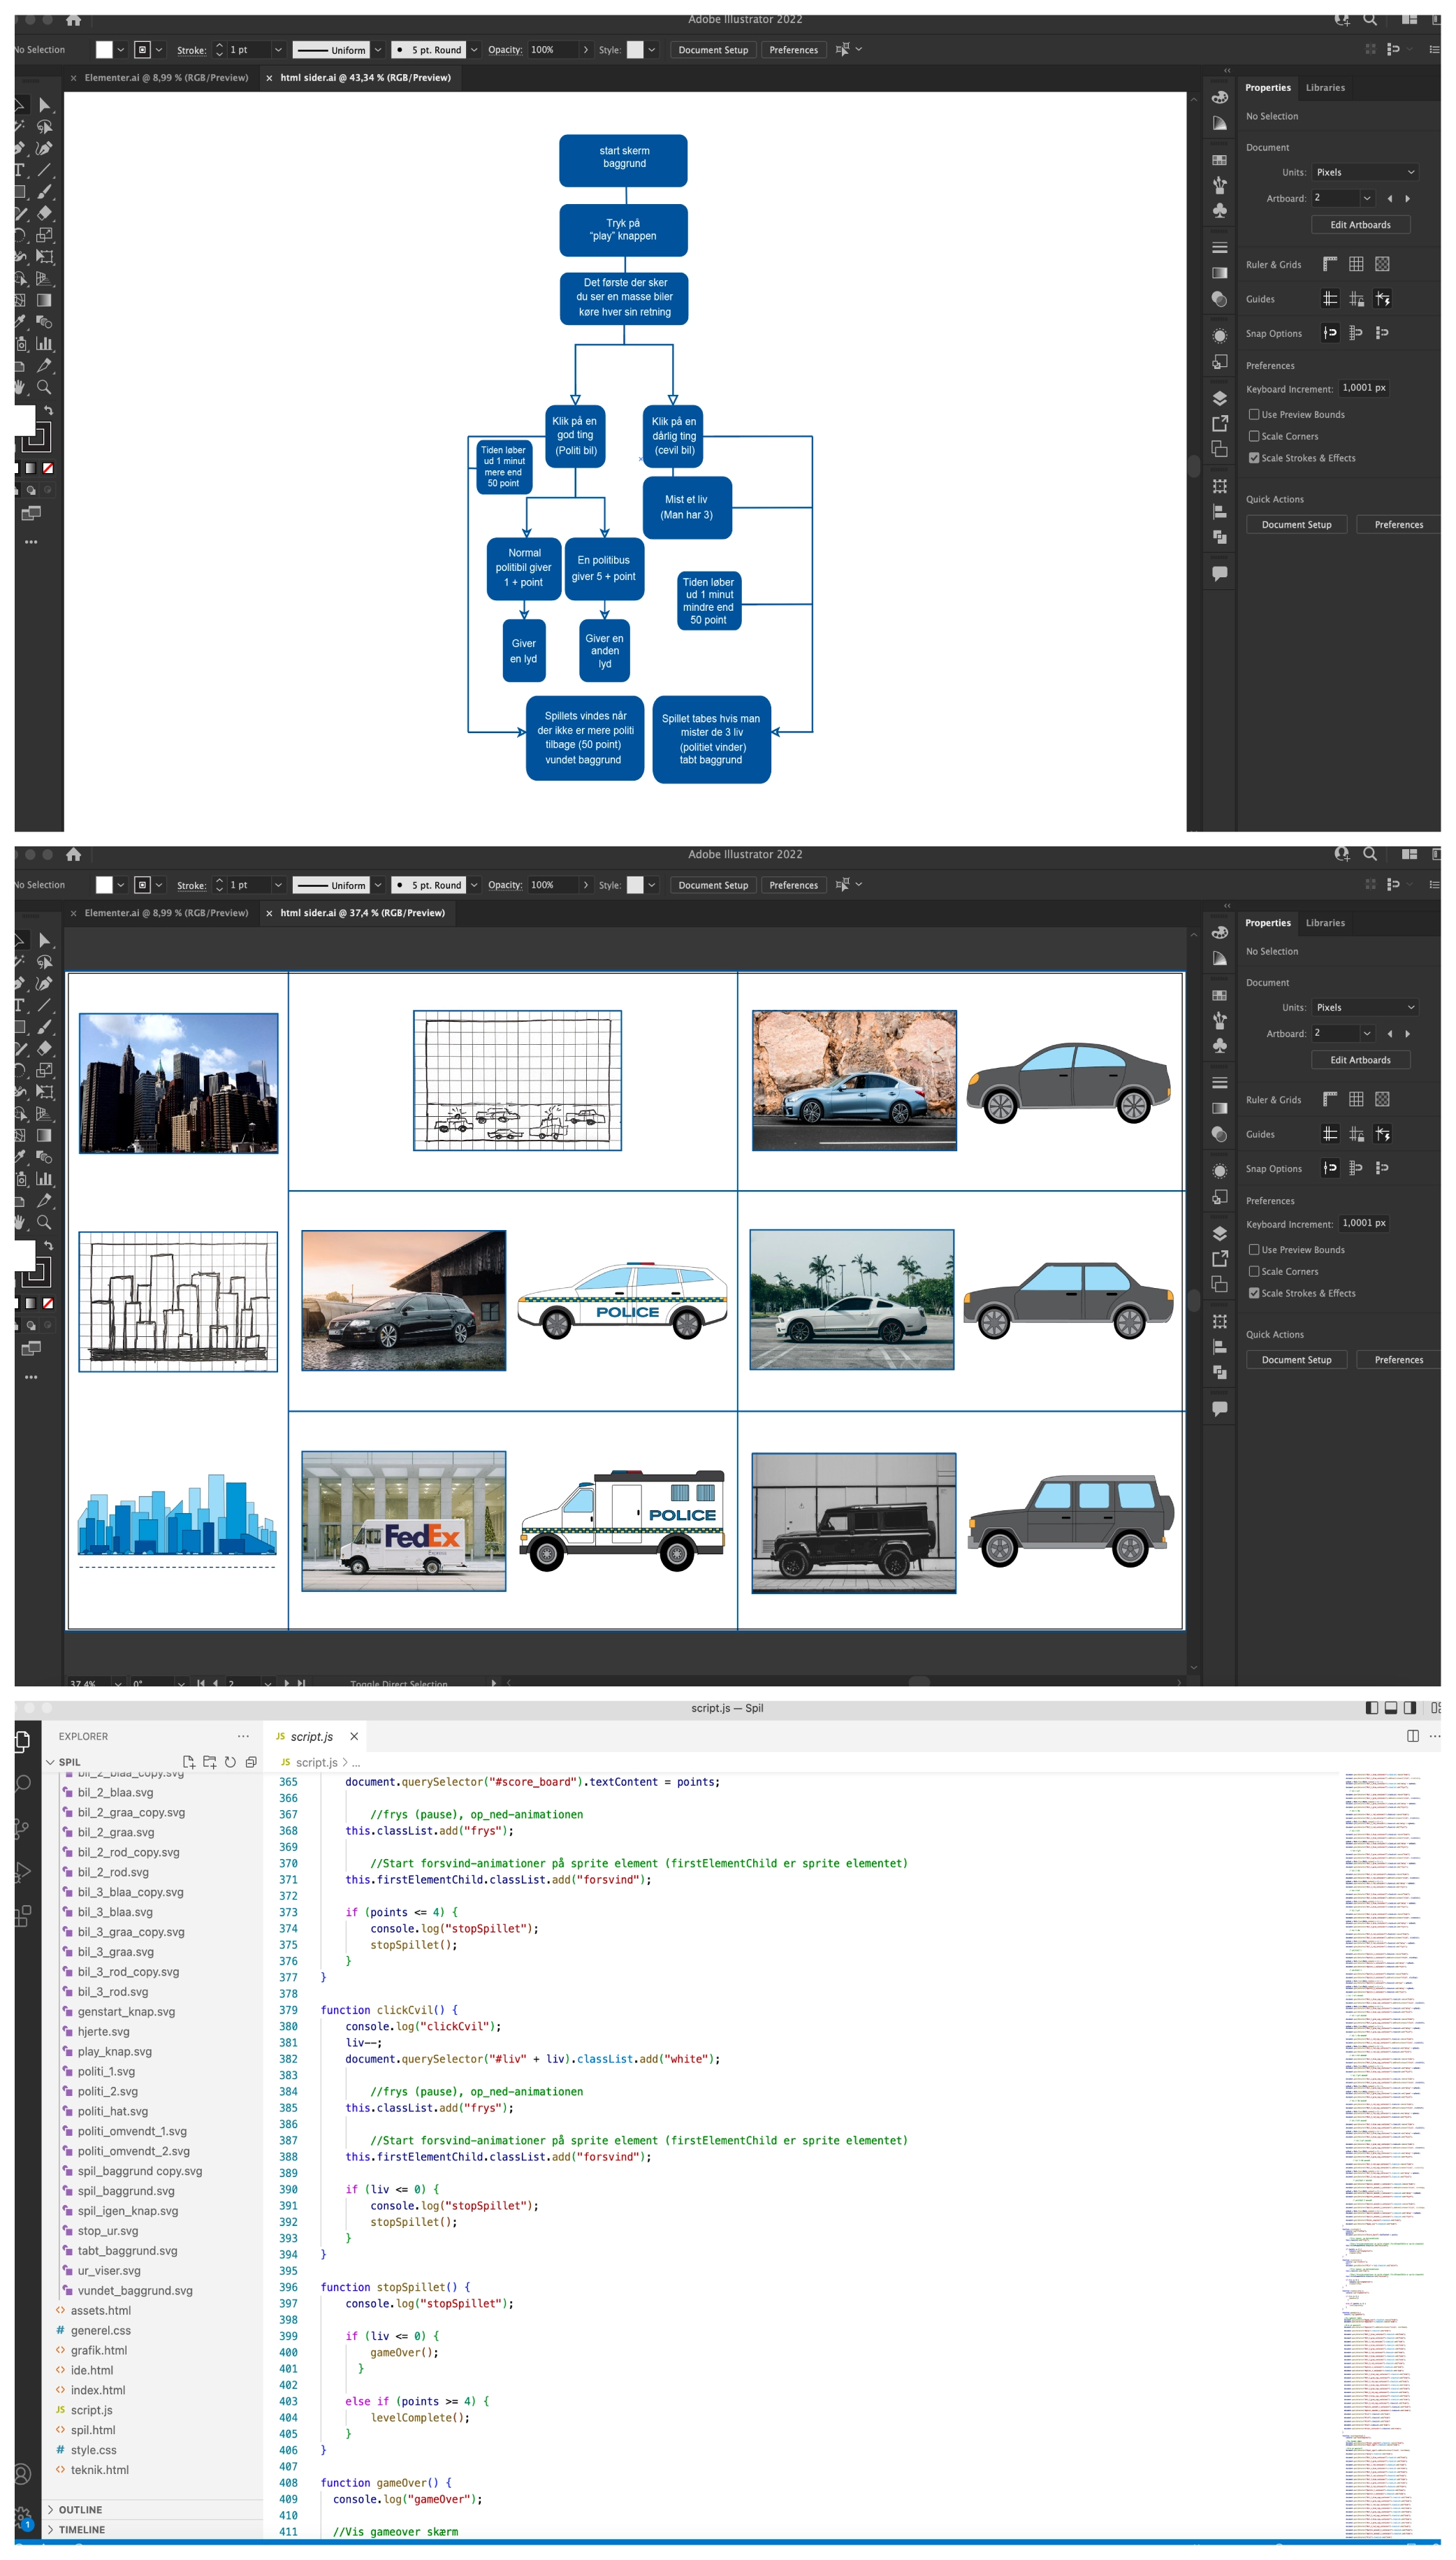 Adobe Illustrator 2022
No Selection
Stroke: 1 pt Uniform 5 pt. Round Opacity: 100% Style: Document Setup Preferences
× Elementer.ai @ 8,99 % (RGB/Preview) × html sider.ai @ 43,34 % (RGB/Preview)
start skerm
baggrund
Tryk på
"play" knappen
Det første der sker
du ser en masse biler
køre hver sin retning
Klik på en
god ting
(Politi bil)
Klik på en
dårlig ting
(cevil bil)
Tiden løber
ud 1 minut
mere end
50 point
Mist et liv
(Man har 3)
Normal
politibil giver
1 + point
En politibus
giver 5 + point
Tiden løber
ud 1 minut
mindre end
50 point
Giver
en lyd
Giver en
anden
lyd
Spillets vindes når
der ikke er mere politi
tilbage (50 point)
vundet baggrund
Spillet tabes hvis man
mister de 3 liv
(politiet vinder)
tabt baggrund
Properties Libraries
No Selection
Document
Units: Pixels
Artboard: 2
Edit Artboards
Ruler & Grids
Guides
Snap Options
Preferences
Keyboard Increment: 1,0001 px
Use Preview Bounds
Scale Corners
Scale Strokes & Effects
Quick Actions
Document Setup Preferences
Adobe Illustrator 2022
No Selection
Stroke: 1 pt Uniform 5 pt. Round Opacity: 100% Style: Document Setup Preferences
× Elementer.ai @ 8,99 % (RGB/Preview) × html sider.ai @ 37,4 % (RGB/Preview)
POLICE
FedEx
POLICE
37,4% 0° 2 Toggle Direct Selection
Properties Libraries
No Selection
Document
Units: Pixels
Artboard: 2
Edit Artboards
Ruler & Grids
Guides
Snap Options
Preferences
Keyboard Increment: 1,0001 px
Use Preview Bounds
Scale Corners
Scale Strokes & Effects
Quick Actions
Document Setup Preferences
script.js — Spil
EXPLORER
SPIL
bil_2_blaa_copy.svg
bil_2_blaa.svg
bil_2_graa_copy.svg
bil_2_graa.svg
bil_2_rod_copy.svg
bil_2_rod.svg
bil_3_blaa_copy.svg
bil_3_blaa.svg
bil_3_graa_copy.svg
bil_3_graa.svg
bil_3_rod_copy.svg
bil_3_rod.svg
genstart_knap.svg
hjerte.svg
play_knap.svg
politi_1.svg
politi_2.svg
politi_hat.svg
politi_omvendt_1.svg
politi_omvendt_2.svg
spil_baggrund copy.svg
spil_baggrund.svg
spil_igen_knap.svg
stop_ur.svg
tabt_baggrund.svg
ur_viser.svg
vundet_baggrund.svg
<> assets.html
# generel.css
<> grafik.html
<> ide.html
<> index.html
JS script.js
<> spil.html
# style.css
<> teknik.html
OUTLINE
TIMELINE
1
JS script.js ×
JS script.js > ...
365 document.querySelector("#score_board").textContent = points;
366
367 //frys (pause), op_ned-animationen
368 this.classList.add("frys");
369
370 //Start forsvind-animationer på sprite element (firstElementChild er sprite elementet)
371 this.firstElementChild.classList.add("forsvind");
372
373 if (points <= 4) {
374 console.log("stopSpillet");
375 stopSpillet();
376 }
377 }
378
379 function clickCvil() {
380 console.log("clickCvil");
381 liv--;
382 document.querySelector("#liv" + liv).classList.add("white");
383
384 //frys (pause), op_ned-animationen
385 this.classList.add("frys");
386
387 //Start forsvind-animationer på sprite element (firstElementChild er sprite elementet)
388 this.firstElementChild.classList.add("forsvind");
389
390 if (liv <= 0) {
391 console.log("stopSpillet");
392 stopSpillet();
393 }
394 }
395
396 function stopSpillet() {
397 console.log("stopSpillet");
398
399 if (liv <= 0) {
400 gameOver();
401 }
402
403 else if (points >= 4) {
404 levelComplete();
405 }
406 }
407
408 function gameOver() {
409 console.log("gameOver");
410
411 //Vis gameover skærm